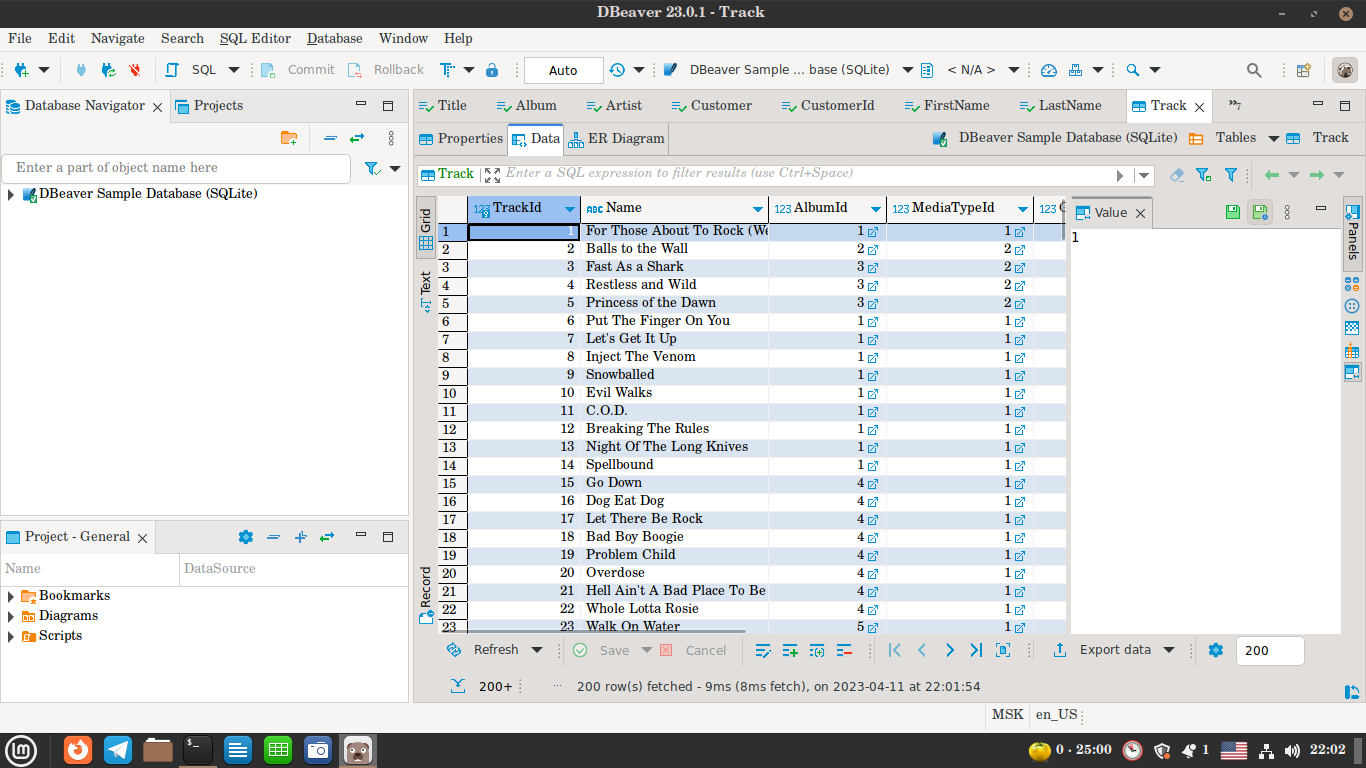 DBeaver 23.0.1 - Track
File Edit Navigate Search SQL Editor Database Window Help
SQL Commit Rollback Auto DBeaver Sample ... base (SQLite) < N/A >
Database Navigator Projects
Enter a part of object name here
DBeaver Sample Database (SQLite)
Project - General
Name DataSource
Bookmarks
Diagrams
Scripts
Title Album Artist Customer CustomerId FirstName LastName Track »7
Properties Data ER Diagram DBeaver Sample Database (SQLite) Tables Track
Track Enter a SQL expression to filter results (use Ctrl+Space)
Grid
Text
Record
123 TrackId ABC Name 123 AlbumId 123 MediaTypeId 123
1 1 For Those About To Rock (We 1 1
2 2 Balls to the Wall 2 2
3 3 Fast As a Shark 3 2
4 4 Restless and Wild 3 2
5 5 Princess of the Dawn 3 2
6 6 Put The Finger On You 1 1
7 7 Let's Get It Up 1 1
8 8 Inject The Venom 1 1
9 9 Snowballed 1 1
10 10 Evil Walks 1 1
11 11 C.O.D. 1 1
12 12 Breaking The Rules 1 1
13 13 Night Of The Long Knives 1 1
14 14 Spellbound 1 1
15 15 Go Down 4 1
16 16 Dog Eat Dog 4 1
17 17 Let There Be Rock 4 1
18 18 Bad Boy Boogie 4 1
19 19 Problem Child 4 1
20 20 Overdose 4 1
21 21 Hell Ain't A Bad Place To Be 4 1
22 22 Whole Lotta Rosie 4 1
23 23 Walk On Water 5 1
Value
1
Panels
Refresh Save Cancel Export data 200
200+ ... 200 row(s) fetched - 9ms (8ms fetch), on 2023-04-11 at 22:01:54
MSK en_US
0 · 25:00 1 22:02